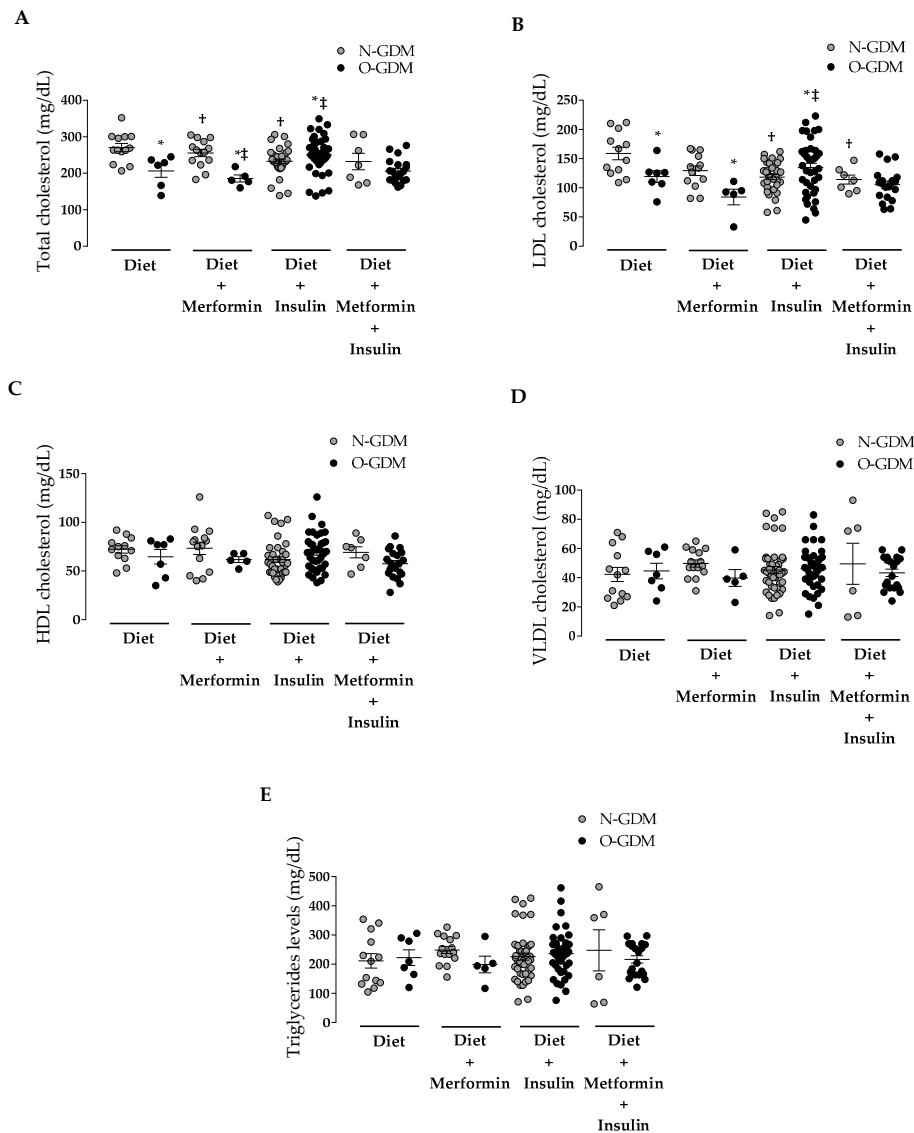 A
N-GDM
O-GDM
Total cholesterol (mg/dL)
400
300
200
100
0
*
†
*‡
†
*‡
Diet
Diet
+
Merformin
Diet
+
Insulin
Diet
+
Metformin
+
Insulin
B
N-GDM
O-GDM
LDL cholesterol (mg/dL)
250
200
150
100
50
0
*
*
†
*‡
†
Diet
Diet
+
Merformin
Diet
+
Insulin
Diet
+
Metformin
+
Insulin
C
N-GDM
O-GDM
HDL cholesterol (mg/dL)
150
100
50
0
Diet
Diet
+
Merformin
Diet
+
Insulin
Diet
+
Metformin
+
Insulin
D
N-GDM
O-GDM
VLDL cholesterol (mg/dL)
100
80
60
40
20
0
Diet
Diet
+
Merformin
Diet
+
Insulin
Diet
+
Metformin
+
Insulin
E
N-GDM
O-GDM
Triglycerides levels (mg/dL)
500
400
300
200
100
0
Diet
Diet
+
Merformin
Diet
+
Insulin
Diet
+
Metformin
+
Insulin